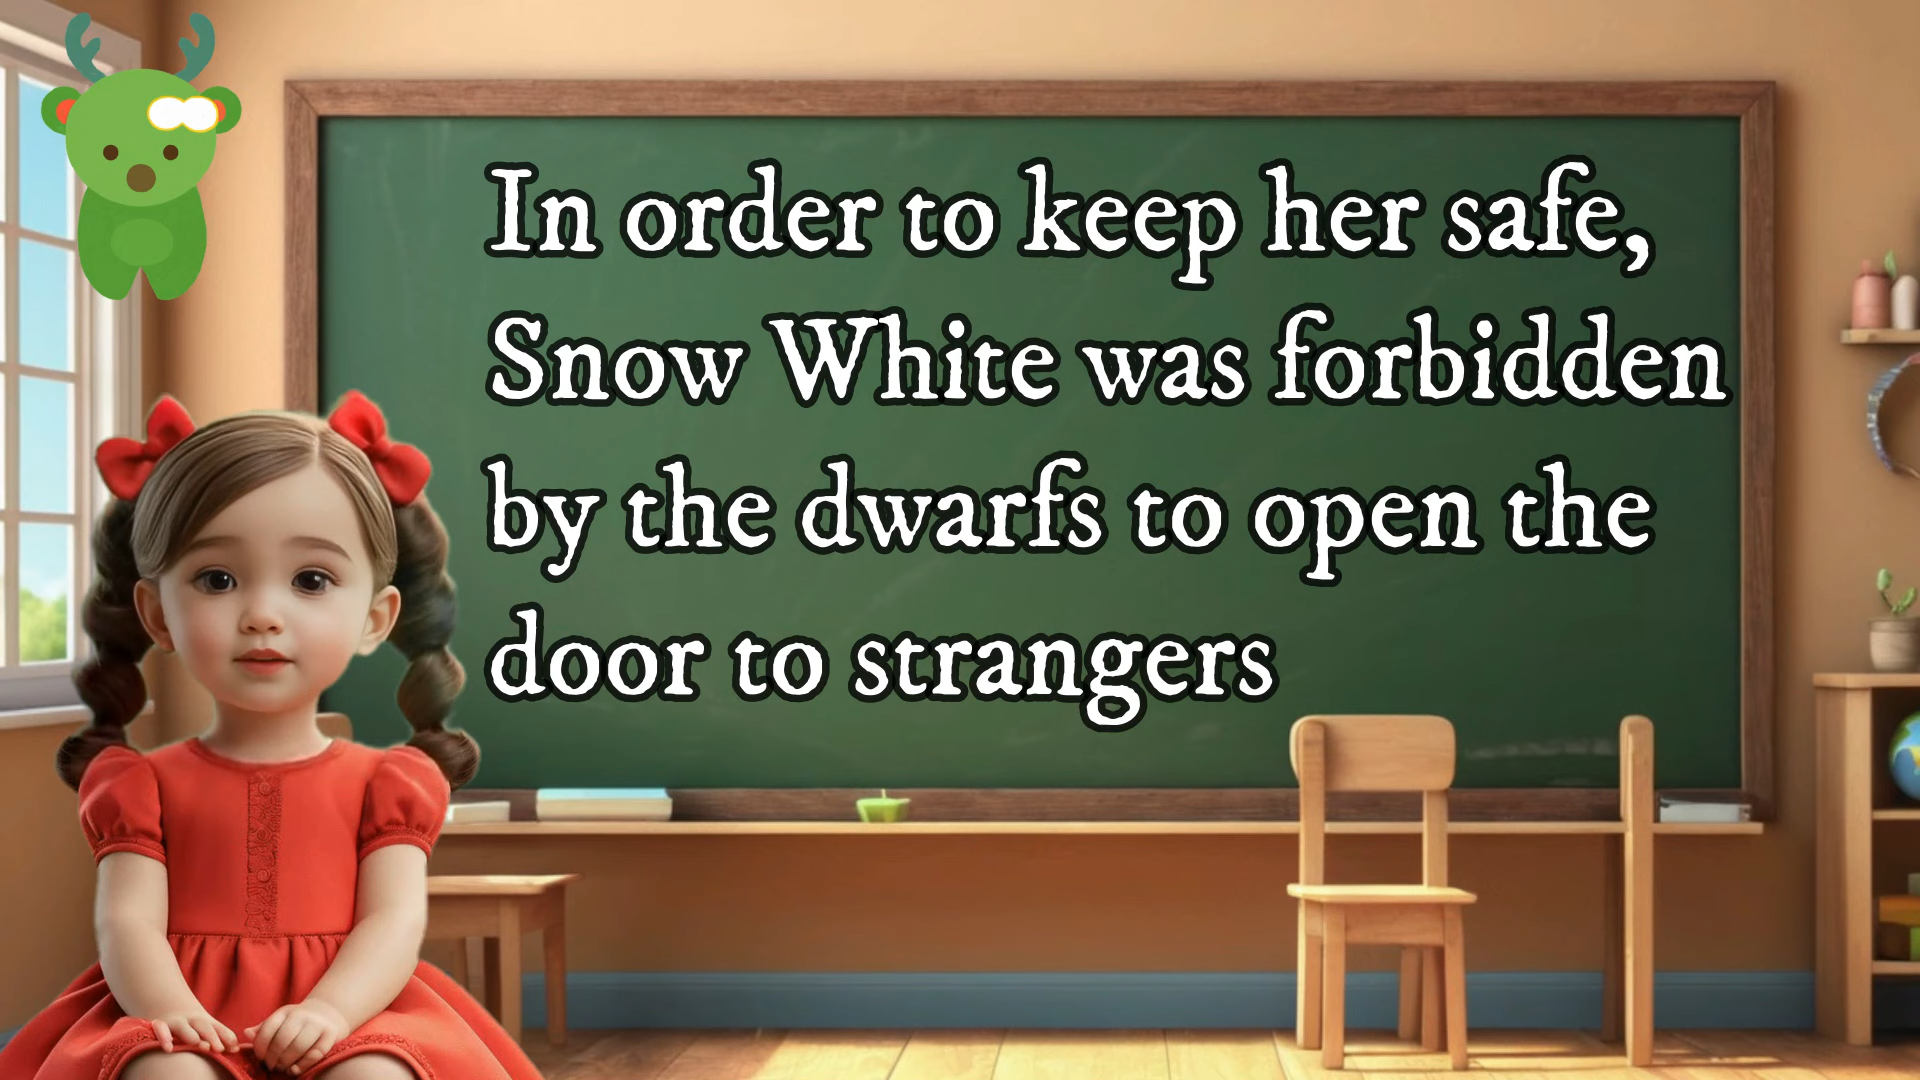 In order to keep her safe,
Snow White was forbidden
by the dwarfs to open the
door to strangers